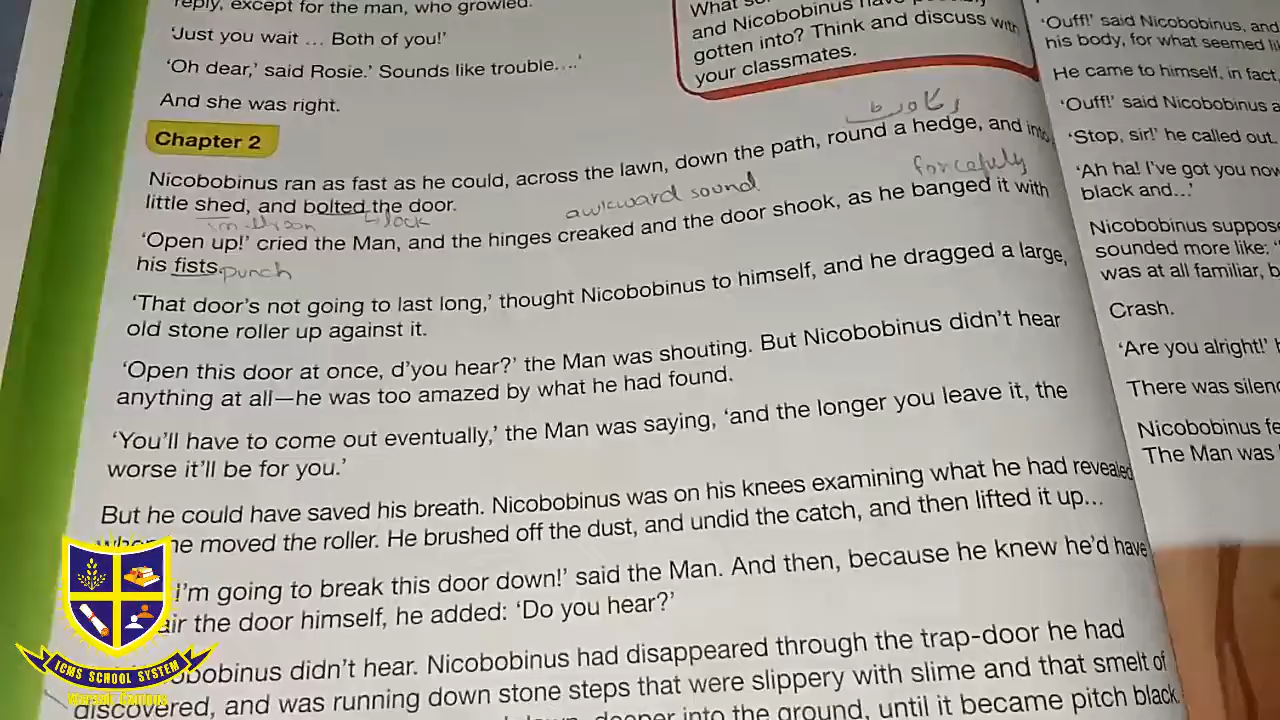 reply, except for the man, who growled.
‘Just you wait ... Both of you!’
‘Oh dear,’ said Rosie.’ Sounds like trouble....’
And she was right.
What
and Nicobobinus have
gotten into? Think and discuss with
your classmates.
Chapter 2
رکاوٹ
Nicobobinus ran as fast as he could, across the lawn, down the path, round a hedge, and into
little shed, and bolted the door.
small room
lock
awkward sound
forcefully
‘Open up!’ cried the Man, and the hinges creaked and the door shook, as he banged it with
his fists.
punch
‘That door’s not going to last long,’ thought Nicobobinus to himself, and he dragged a large,
old stone roller up against it.
‘Open this door at once, d’you hear?’ the Man was shouting. But Nicobobinus didn’t hear
anything at all—he was too amazed by what he had found.
‘You’ll have to come out eventually,’ the Man was saying, ‘and the longer you leave it, the
worse it’ll be for you.’
But he could have saved his breath. Nicobobinus was on his knees examining what he had revealed
when he moved the roller. He brushed off the dust, and undid the catch, and then lifted it up...
I’m going to break this door down!’ said the Man. And then, because he knew he’d have
air the door himself, he added: ‘Do you hear?’
obobinus didn’t hear. Nicobobinus had disappeared through the trap-door he had
discovered, and was running down stone steps that were slippery with slime and that smelt of
deeper into the ground, until it became pitch black
‘Ouff!’ said Nicobobinus, and
his body, for what seemed
He came to himself, in fact,
‘Ouff!’ said Nicobobinus
‘Stop, sir!’ he called out.
‘Ah ha! I’ve got you now
black and...’
Nicobobinus
sounded more like: ‘
was at all familiar,
Crash.
‘Are you alright!’
There was
Nicobobinus
The Man was
ICMS SCHOOL SYSTEM
Warsak Campus